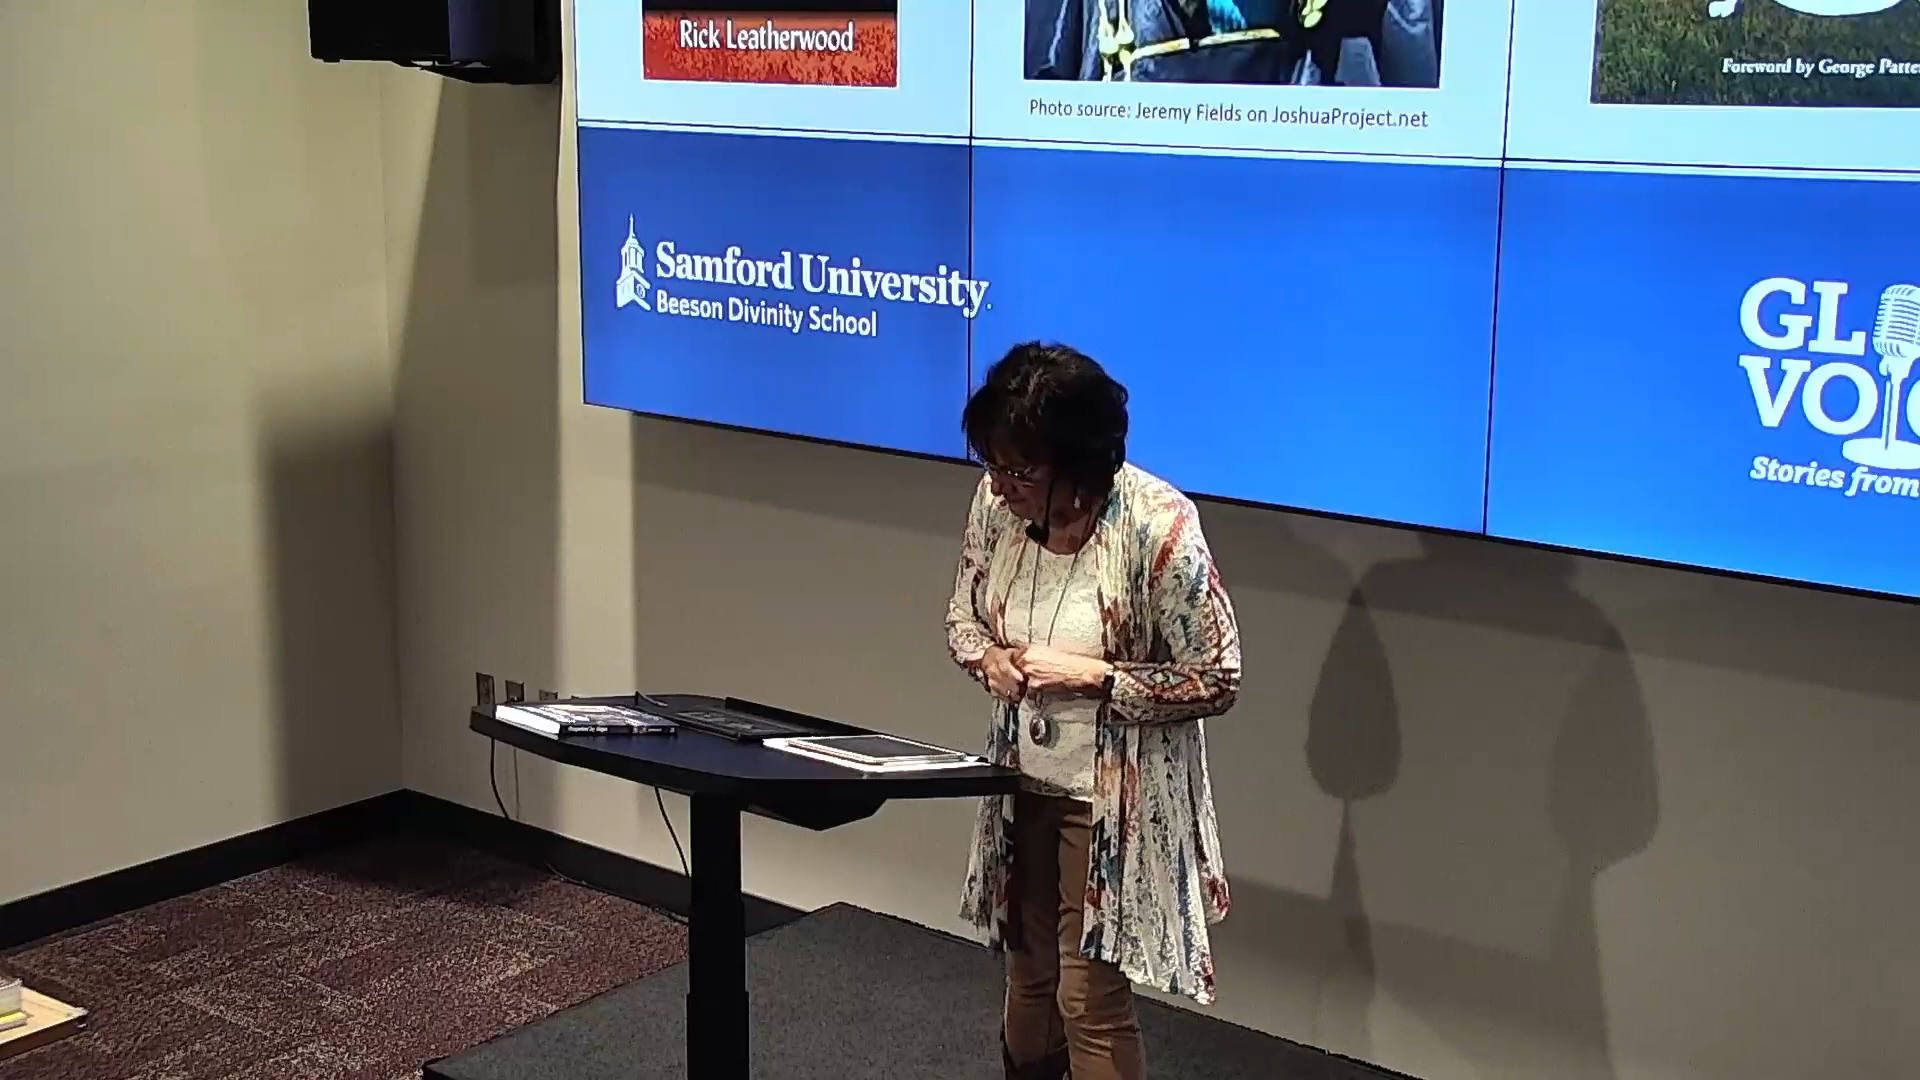 Rick Leatherwood
Photo source: Jeremy Fields on JoshuaProject.net
Foreword by George Patte
Samford University
Beeson Divinity School
GL
VO
Stories from